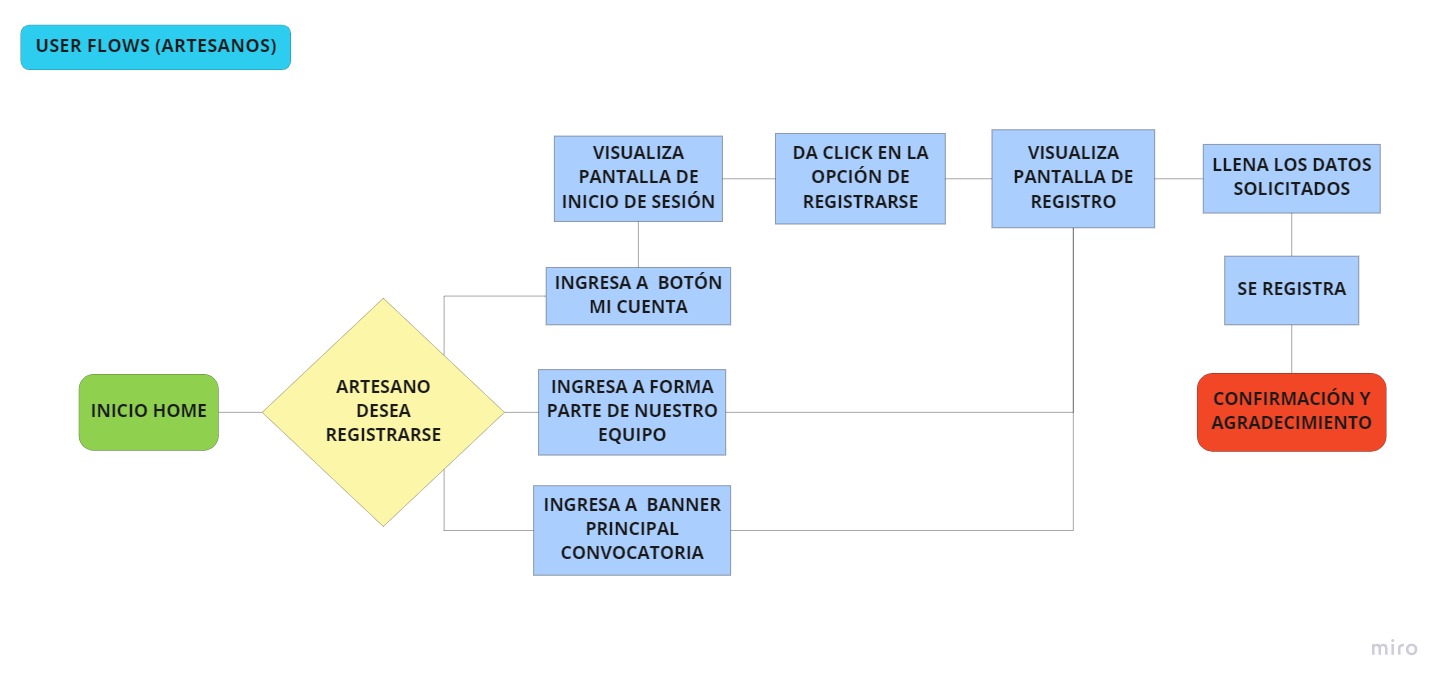 USER FLOWS (ARTESANOS)
VISUALIZA
PANTALLA DE
INICIO DE SESIÓN
DA CLICK EN LA
OPCIÓN DE
REGISTRARSE
VISUALIZA
PANTALLA DE
REGISTRO
LLENA LOS DATOS
SOLICITADOS
INGRESA A  BOTÓN
MI CUENTA
SE REGISTRA
INICIO HOME
ARTESANO
DESEA
REGISTRARSE
INGRESA A FORMA
PARTE DE NUESTRO
EQUIPO
CONFIRMACIÓN Y
AGRADECIMIENTO
INGRESA A  BANNER
PRINCIPAL
CONVOCATORIA
miro